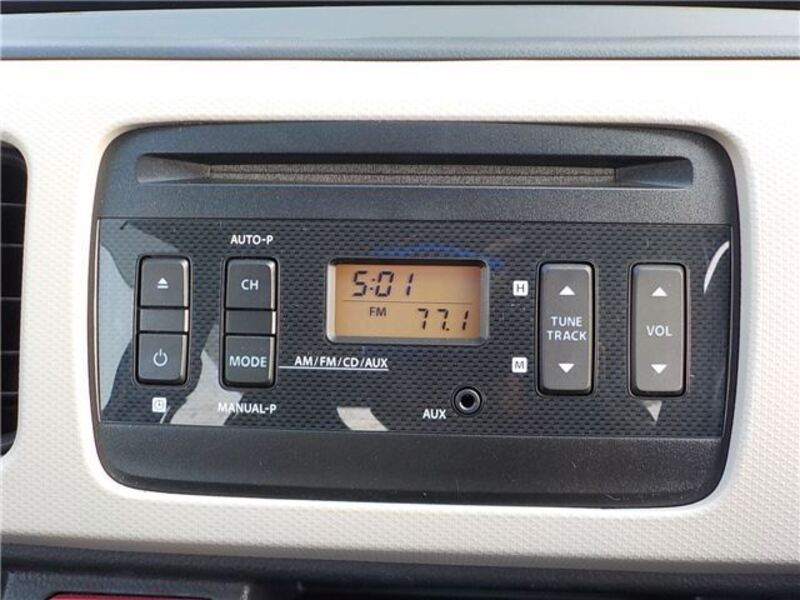 AUTO-P
CH
MODE
AM/FM/CD/AUX
MANUAL-P
5:01
FM
77.1
AUX
H
M
TUNE
TRACK
VOL